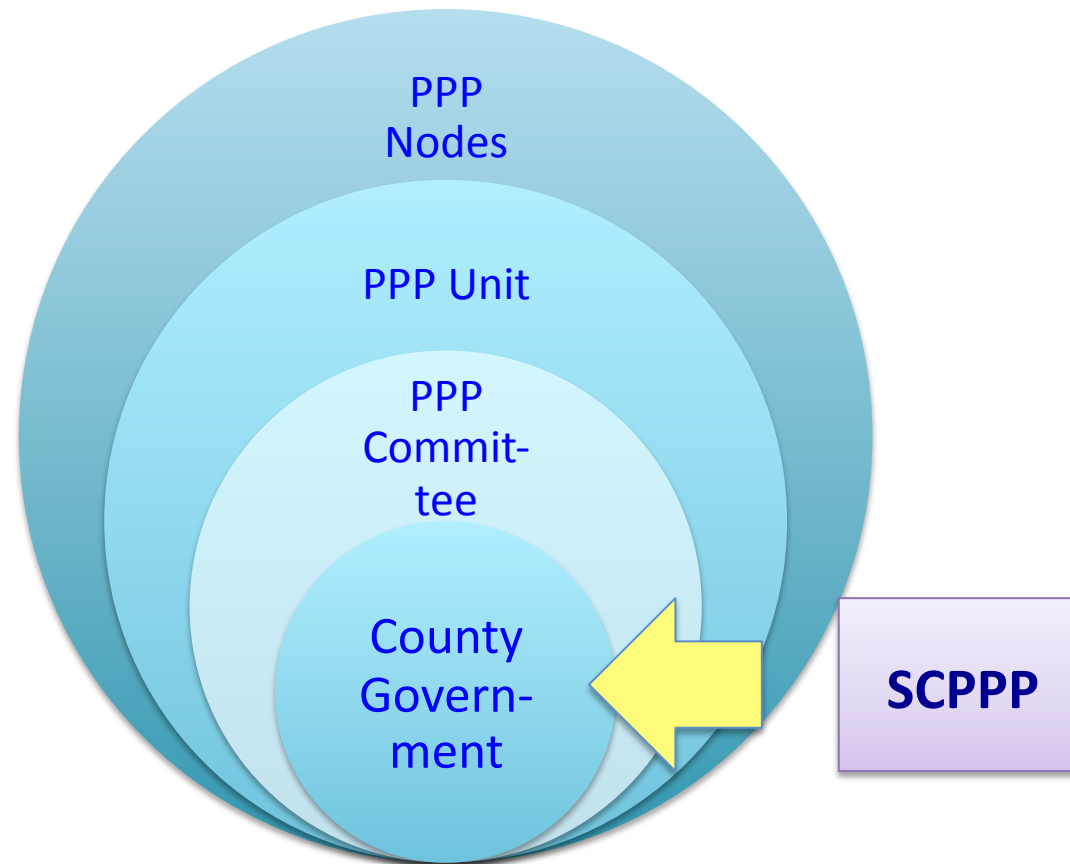 PPP
Nodes
PPP Unit
PPP
Commit-
tee
County
Govern-
ment
SCPPP